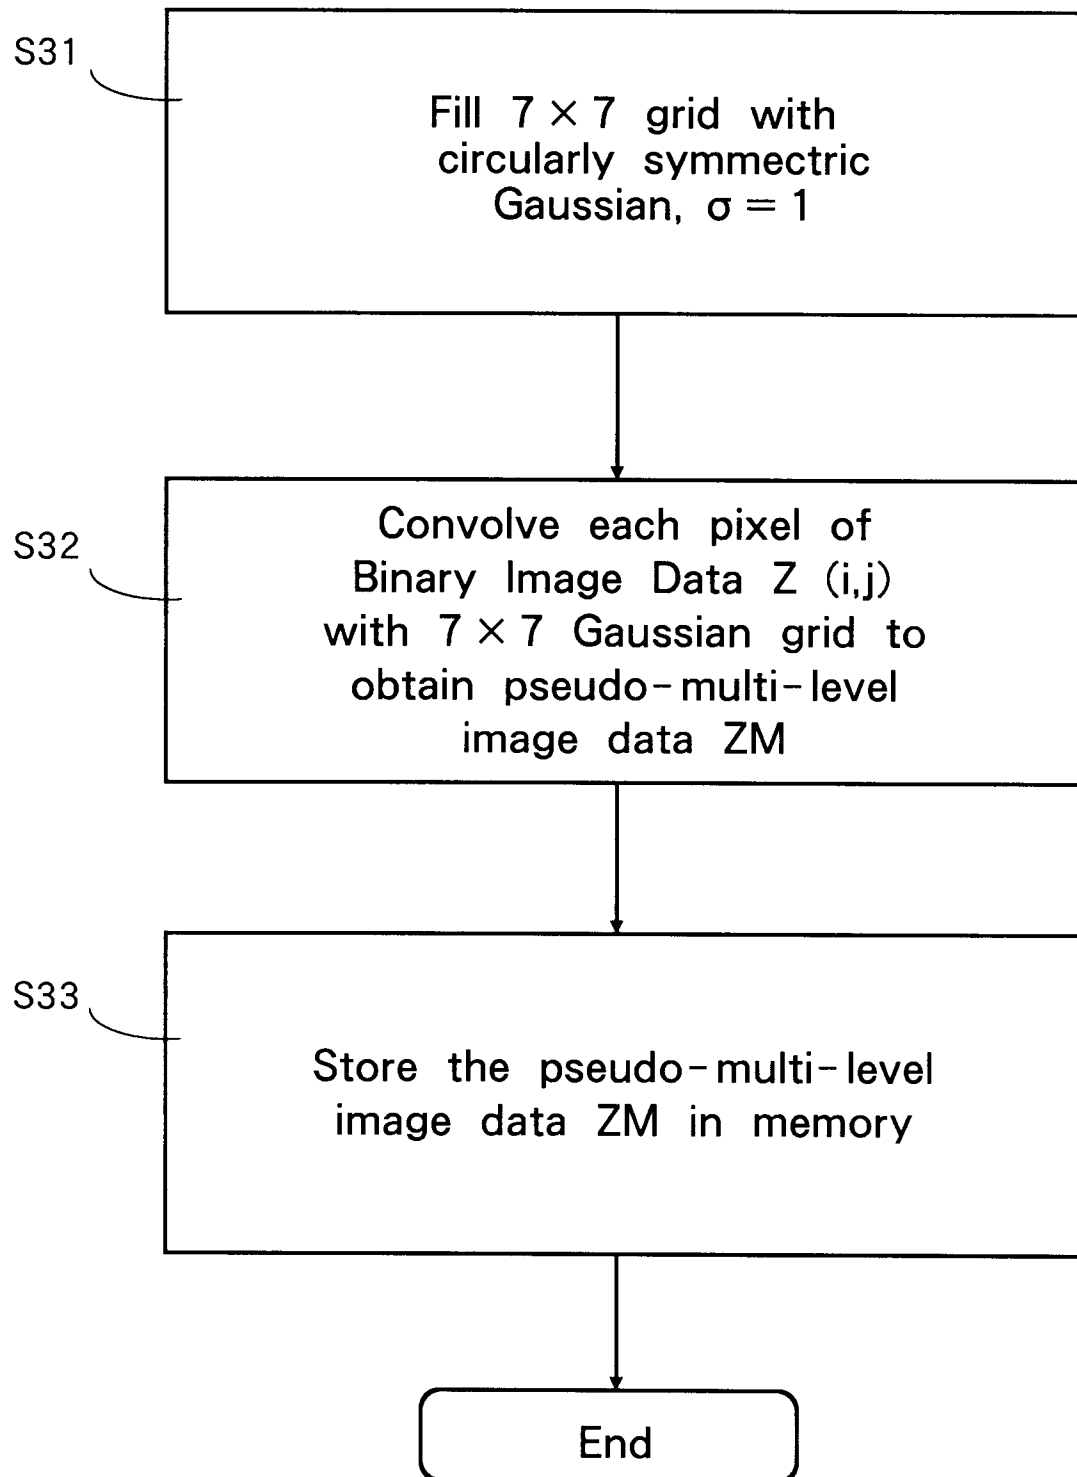 S31
Fill 7 × 7 grid with
circularly symmectric
Gaussian, σ = 1
S32
Convolve each pixel of
Binary Image Data Z (i,j)
with 7 × 7 Gaussian grid to
obtain pseudo-multi-level
image data ZM
S33
Store the pseudo-multi-level
image data ZM in memory
End